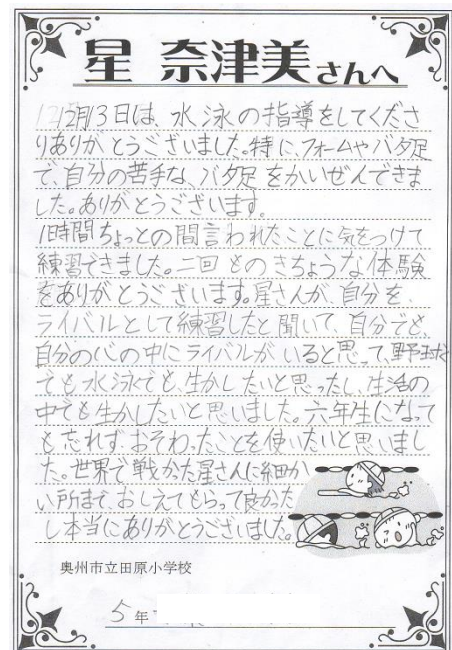 星 奈津美さんへ
12月13日は、水泳の指導をしてくださ
りありがとうございました。特に、フォームやバタ足
で、自分の苦手な、バタ足をかいぜんできま
した。ありがとうございます。
1時間ちょっとの間言われたことに気をつけて
練習できました。二回ものきちょうな体験
をありがとうございます。星さんが、自分を、
ライバルとして練習したと聞いて、自分でも、
自分の心の中にライバルがいると思って、野球
でも水泳でも、生かしたいと思ったし、生活の
中でも生かしたいと思いました。六年生になって
も忘れず、おそわったことを使いたいと思いまし
た。世界で戦かった星さんに細か
い所まで、おしえてもらって良かった
し本当にありがとうございました。
奥州市立田原小学校
5年